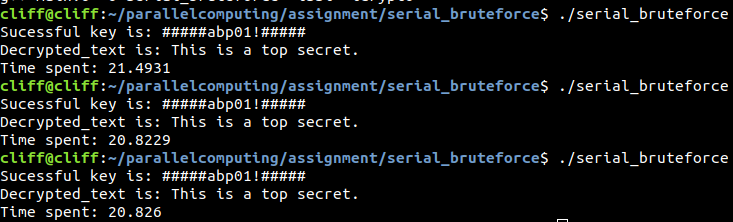 cliff@cliff:~/parallelcomputing/assignment/serial_bruteforce$ ./serial_bruteforce
Sucessful key is: #####abp01!#####
Decrypted_text is: This is a top secret.
Time spent: 21.4931
cliff@cliff:~/parallelcomputing/assignment/serial_bruteforce$ ./serial_bruteforce
Sucessful key is: #####abp01!#####
Decrypted_text is: This is a top secret.
Time spent: 20.8229
cliff@cliff:~/parallelcomputing/assignment/serial_bruteforce$ ./serial_bruteforce
Sucessful key is: #####abp01!#####
Decrypted_text is: This is a top secret.
Time spent: 20.826